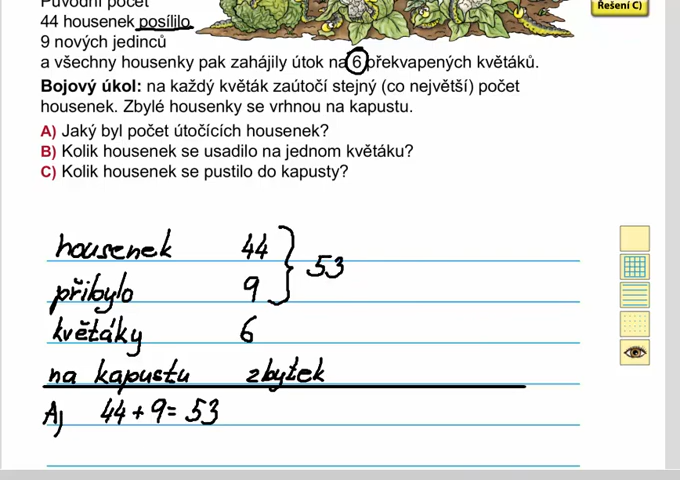 Původní počet
Řešení C)
44 housenek posílilo
9 nových jedinců
a všechny housenky pak zahájily útok na 6 překvapených květáků.
Bojový úkol: na každý květák zaútočí stejný (co největší) počet
housenek. Zbylé housenky se vrhnou na kapustu.
A) Jaký byl počet útočících housenek?
B) Kolik housenek se usadilo na jednom květáku?
C) Kolik housenek se pustilo do kapusty?
housenek 44
53
přibylo 9
květáky 6
na kapustu zbytek
A) 44 + 9 = 53